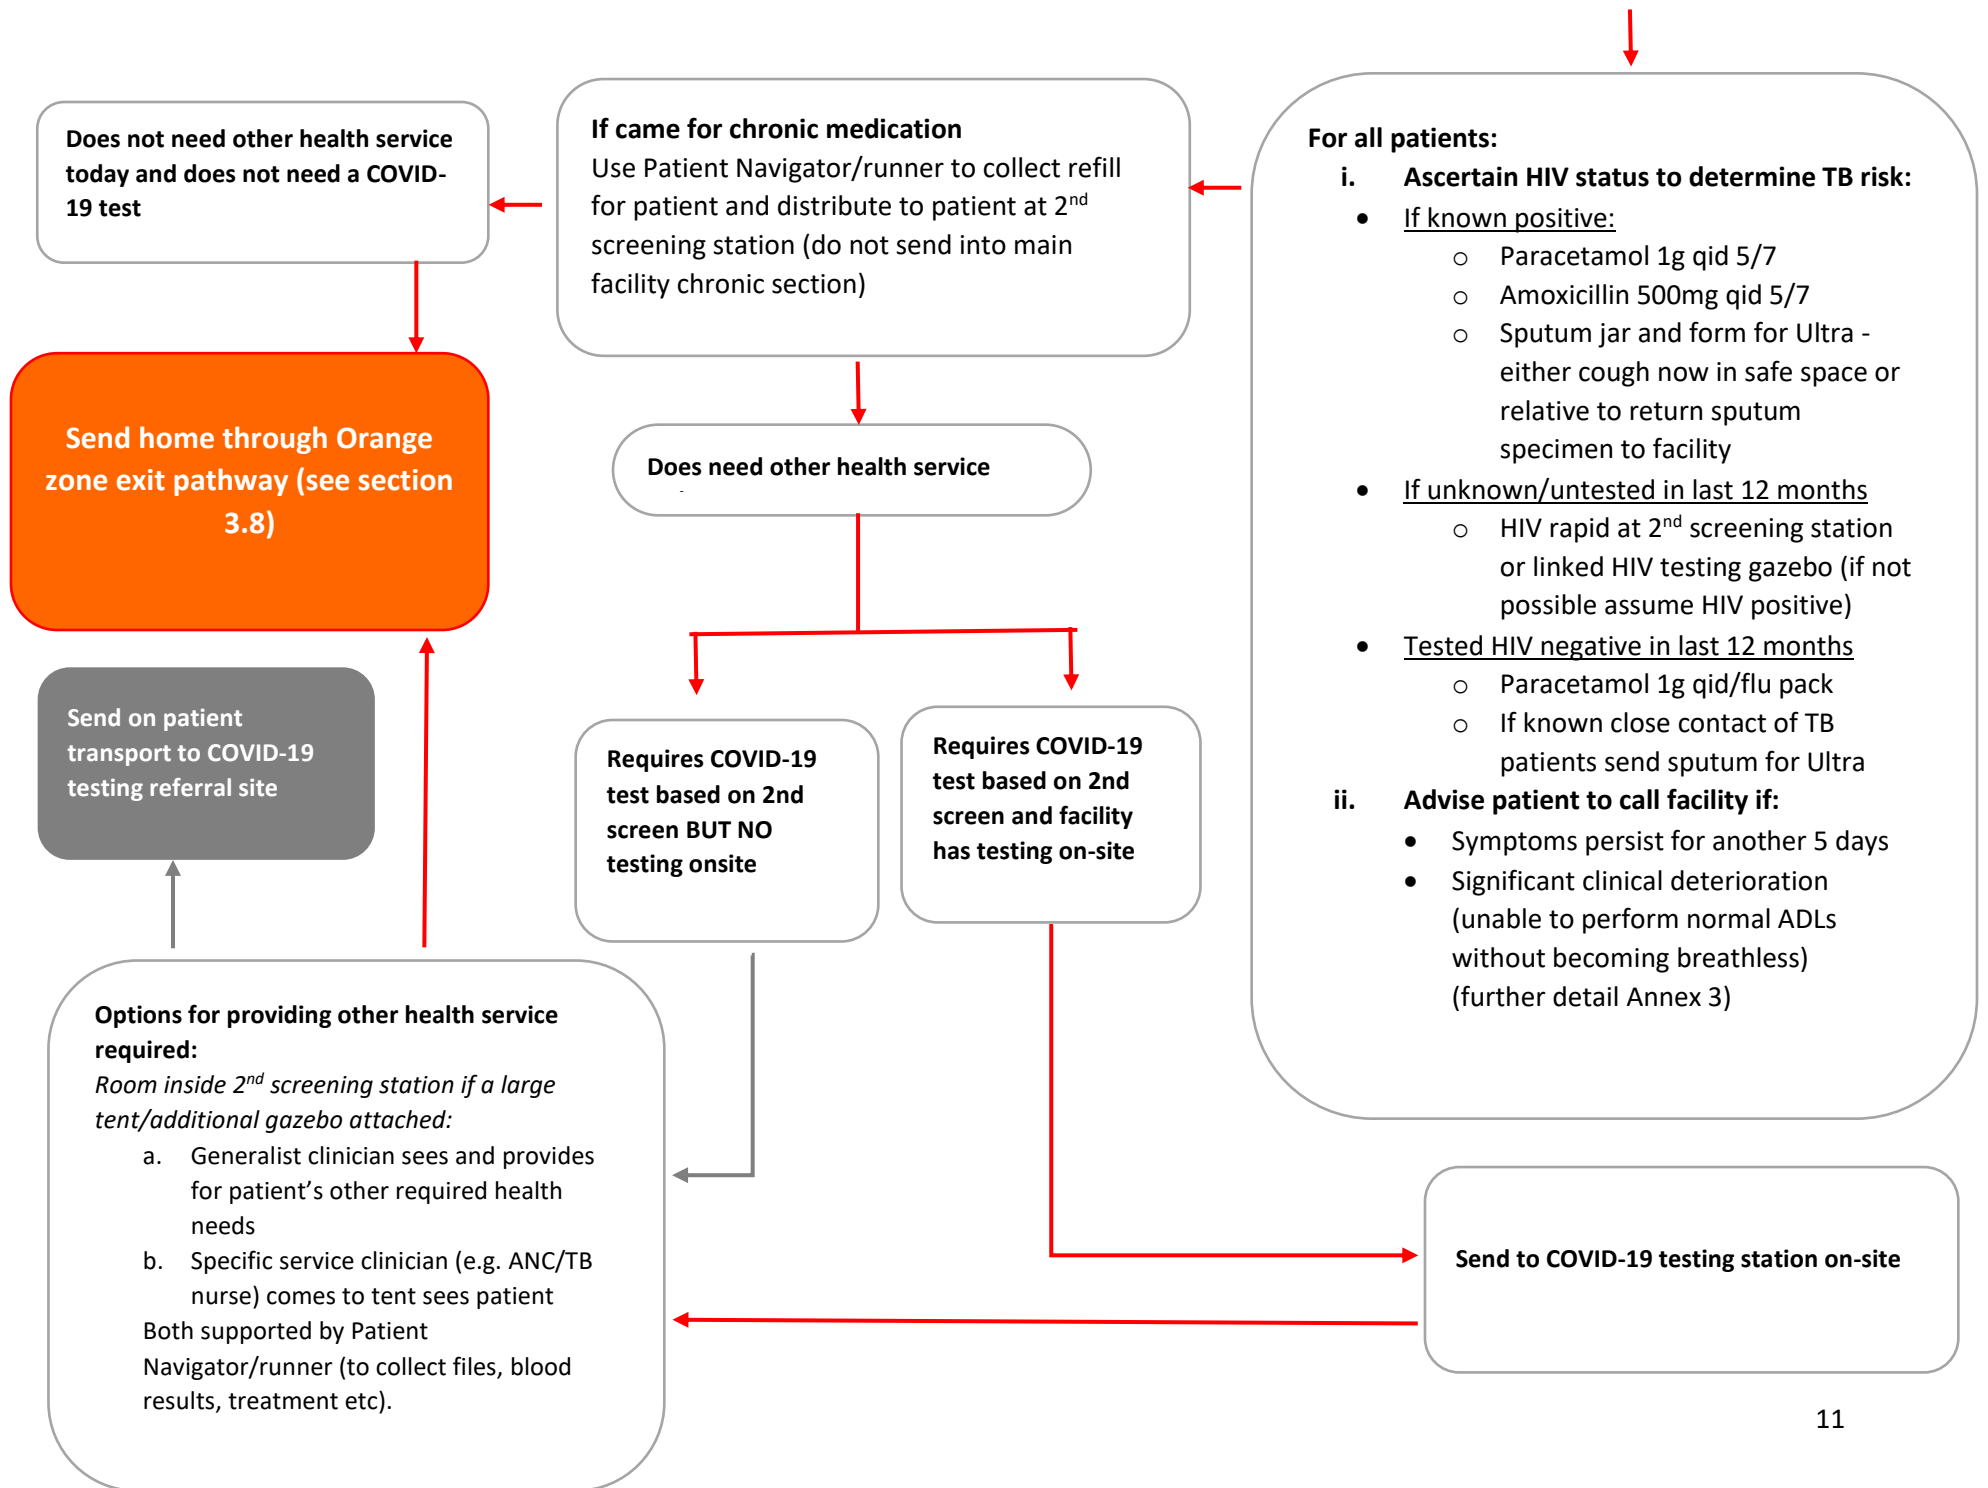 Does not need other health service
today and does not need a COVID-
19 test
If came for chronic medication
Use Patient Navigator/runner to collect refill
for patient and distribute to patient at 2nd
screening station (do not send into main
facility chronic section)
For all patients:
i. Ascertain HIV status to determine TB risk:
• If known positive:
o Paracetamol 1g qid 5/7
o Amoxicillin 500mg qid 5/7
o Sputum jar and form for Ultra -
either cough now in safe space or
relative to return sputum
specimen to facility
• If unknown/untested in last 12 months
o HIV rapid at 2nd screening station
or linked HIV testing gazebo (if not
possible assume HIV positive)
• Tested HIV negative in last 12 months
o Paracetamol 1g qid/flu pack
o If known close contact of TB
patients send sputum for Ultra
ii. Advise patient to call facility if:
• Symptoms persist for another 5 days
• Significant clinical deterioration
(unable to perform normal ADLs
without becoming breathless)
(further detail Annex 3)
Send home through Orange
zone exit pathway (see section
3.8)
Does need other health service
Send on patient
transport to COVID-19
testing referral site
Requires COVID-19
test based on 2nd
screen BUT NO
testing onsite
Requires COVID-19
test based on 2nd
screen and facility
has testing on-site
Options for providing other health service
required:
Room inside 2nd screening station if a large
tent/additional gazebo attached:
a. Generalist clinician sees and provides
for patient’s other required health
needs
b. Specific service clinician (e.g. ANC/TB
nurse) comes to tent sees patient
Both supported by Patient
Navigator/runner (to collect files, blood
results, treatment etc).
Send to COVID-19 testing station on-site
11